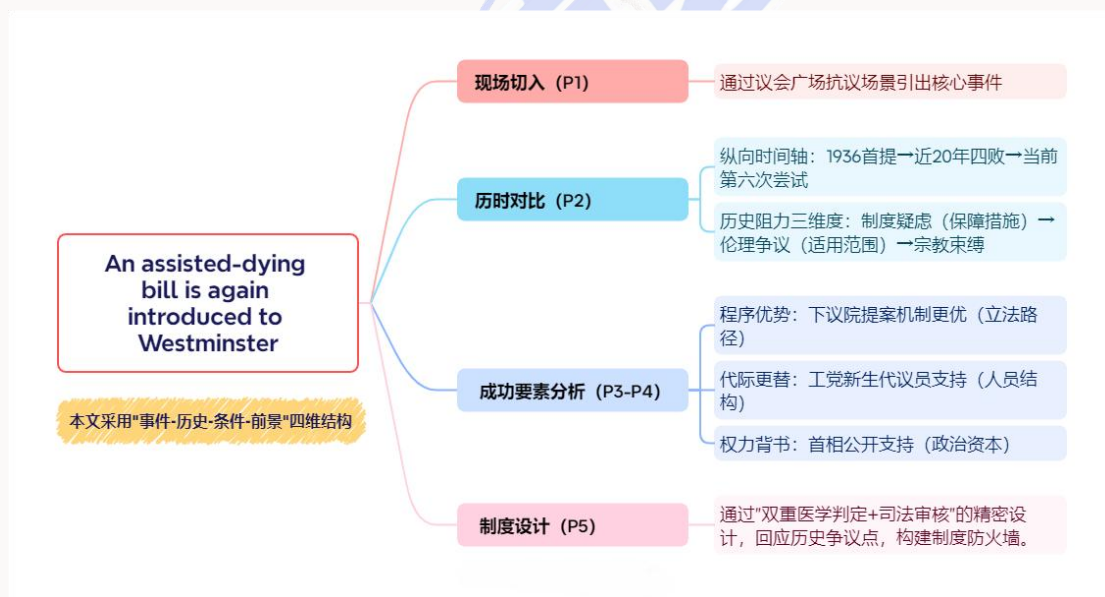 An assisted-dying
bill is again
introduced to
Westminster
本文采用"事件-历史-条件-前景"四维结构
现场切入（P1）
通过议会广场抗议场景引出核心事件
历时对比（P2）
纵向时间轴：1936首提→近20年四败→当前
第六次尝试
历史阻力三维度：制度疑虑（保障措施）→
伦理争议（适用范围）→宗教束缚
成功要素分析（P3-P4）
程序优势：下议院提案机制更优（立法路
径）
代际更替：工党新生代议员支持（人员结
构）
权力背书：首相公开支持（政治资本）
制度设计（P5）
通过"双重医学判定+司法审核"的精密设
计，回应历史争议点，构建制度防火墙。